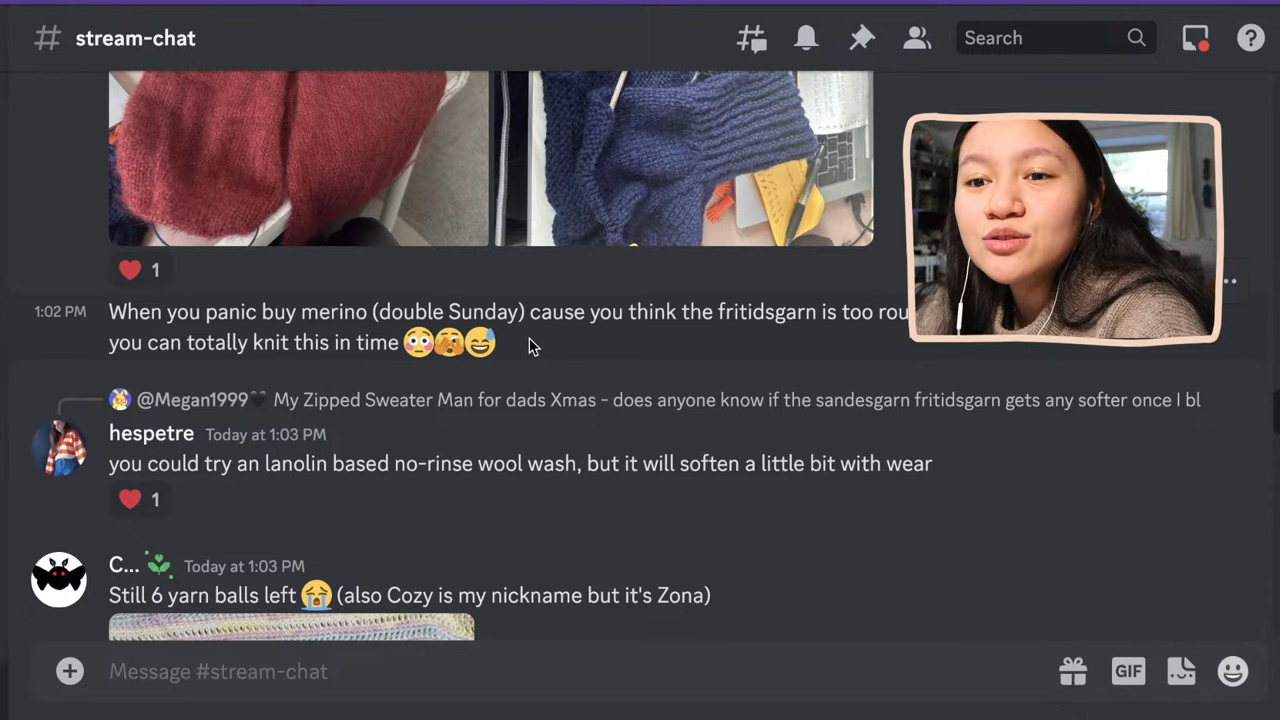 # stream-chat
Search
1
1:02 PM When you panic buy merino (double Sunday) cause you think the fritidsgarn is too
you can totally knit this in time 😳🫣😅
@Megan1999🖤 My Zipped Sweater Man for dads Xmas - does anyone know if the sandesgarn fritidsgarn gets any softer once I
hespetre Today at 1:03 PM
you could try an lanolin based no-rinse wool wash, but it will soften a little bit with wear
1
C... Today at 1:03 PM
Still 6 yarn balls left 😭 (also Cozy is my nickname but it's Zona)
Message #stream-chat
GIF